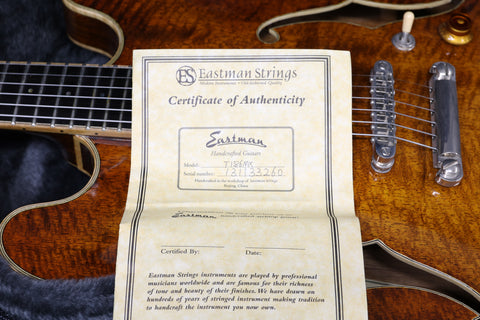 ES Eastman Strings
Modern Instruments • Old-fashioned Quality
Certificate of Authenticity
Eastman
Handcrafted Guitars
Model:
Serial number: 131133260
Handcrafted in the workshop of Eastman Strings
Beijing, China
Eastman
Certified By:
Date:
Eastman Strings instruments are played by professional
musicians worldwide and are famous for their richness
of tone and beauty of their finishes. We have drawn on
hundreds of years of stringed instrument making tradition
to handcraft the instrument you now own.